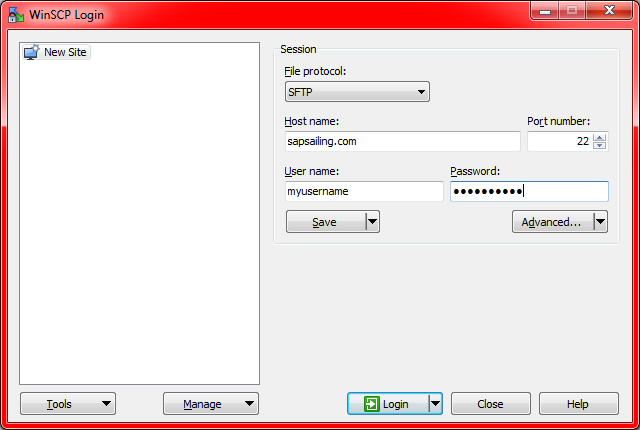 WinSCP Login
New Site
Session
File protocol:
SFTP
Host name:
Port number:
sapsailing.com
22
User name:
Password:
myusername
●●●●●●●●●●
Save
Advanced...
Tools
Manage
Login
Close
Help